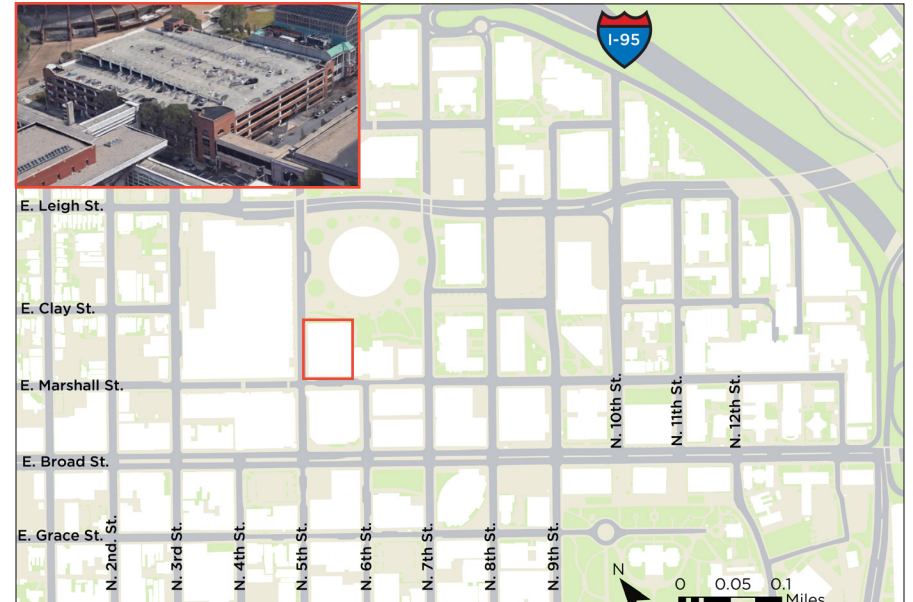 I-95
E. Leigh St.
E. Clay St.
E. Marshall St.
E. Broad St.
E. Grace St.
N. 2nd. St.
N. 3rd St.
N. 4th St.
N. 5th St.
N. 6th St.
N. 7th St.
N. 8th St.
N. 9th St.
N. 10th St.
N. 11th St.
N. 12th St.
N
0 0.05 0.1
Miles